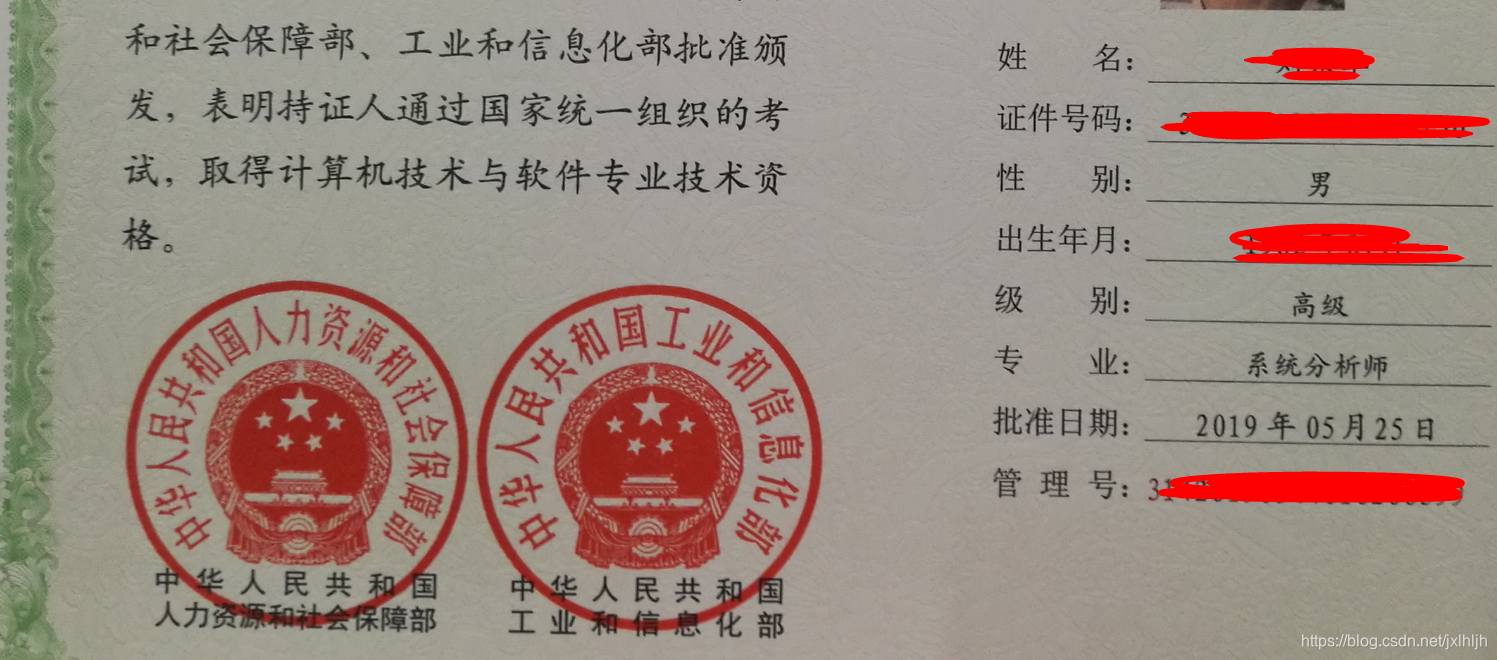 和社会保障部、工业和信息化部批准颁
发，表明持证人通过国家统一组织的考
试，取得计算机技术与软件专业技术资
格。
中华人民共和国人力资源和社会保障部
中华人民共和国
人力资源和社会保障部
中华人民共和国工业和信息化部
中华人民共和国
工业和信息化部
姓 名：
证件号码：
性 别： 男
出生年月：
级 别： 高级
专 业： 系统分析师
批准日期： 2019 年 05 月 25 日
管 理 号：
https://blog.csdn.net/jxlhljh